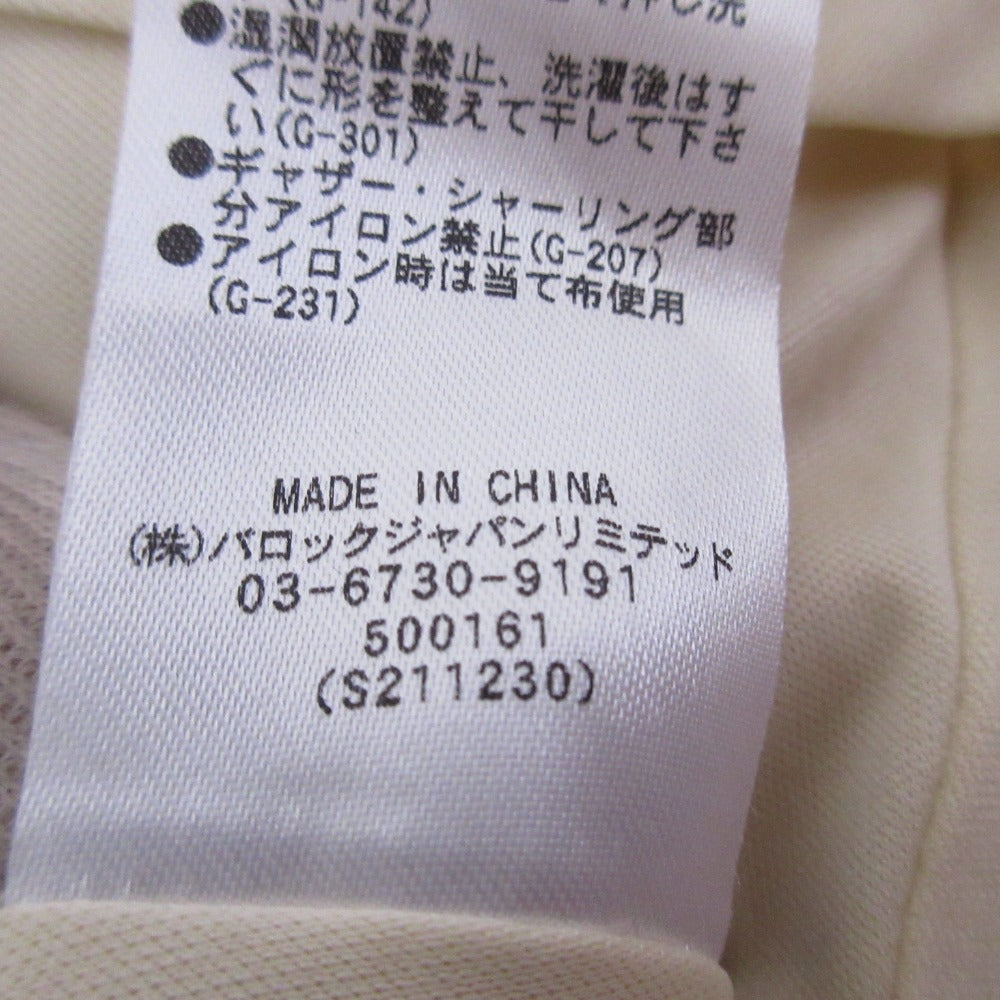 (G-142)
押し洗
●湿潤放置禁止、洗濯後はす
ぐに形を整えて干して下さ
い(G-301)
●ギャザー・シャーリング部
分アイロン禁止(G-207)
●アイロン時は当て布使用
(G-231)
MADE IN CHINA
(株)バロックジャパンリミテッド
03-6730-9191
500161
(S211230)